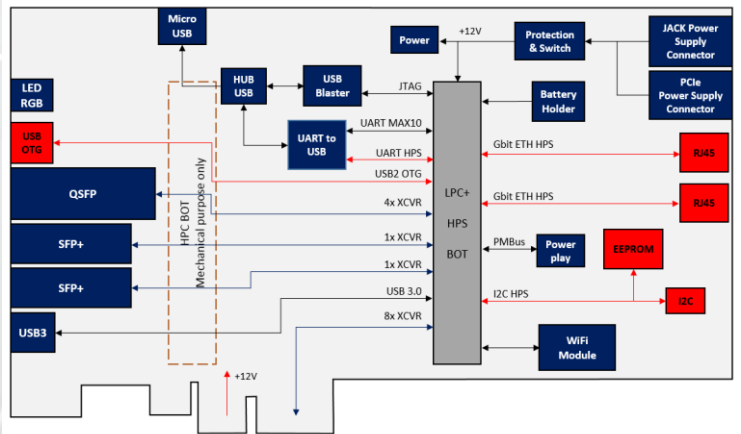 Micro
USB
LED
RGB
USB
OTG
QSFP
SFP+
SFP+
USB3
HPC BOT
Mechanical purpose only
HUB
USB
USB
Blaster
UART to
USB
Power
+12V
Protection
& Switch
JACK Power
Supply
Connector
PCIe
Power Supply
Connector
JTAG
UART MAX10
UART HPS
USB2 OTG
4x XCVR
1x XCVR
1x XCVR
USB 3.0
8x XCVR
+12V
LPC+
HPS
BOT
Battery
Holder
Gbit ETH HPS
RJ45
Gbit ETH HPS
RJ45
PMBus
Power
play
EEPROM
I2C HPS
I2C
WiFi
Module